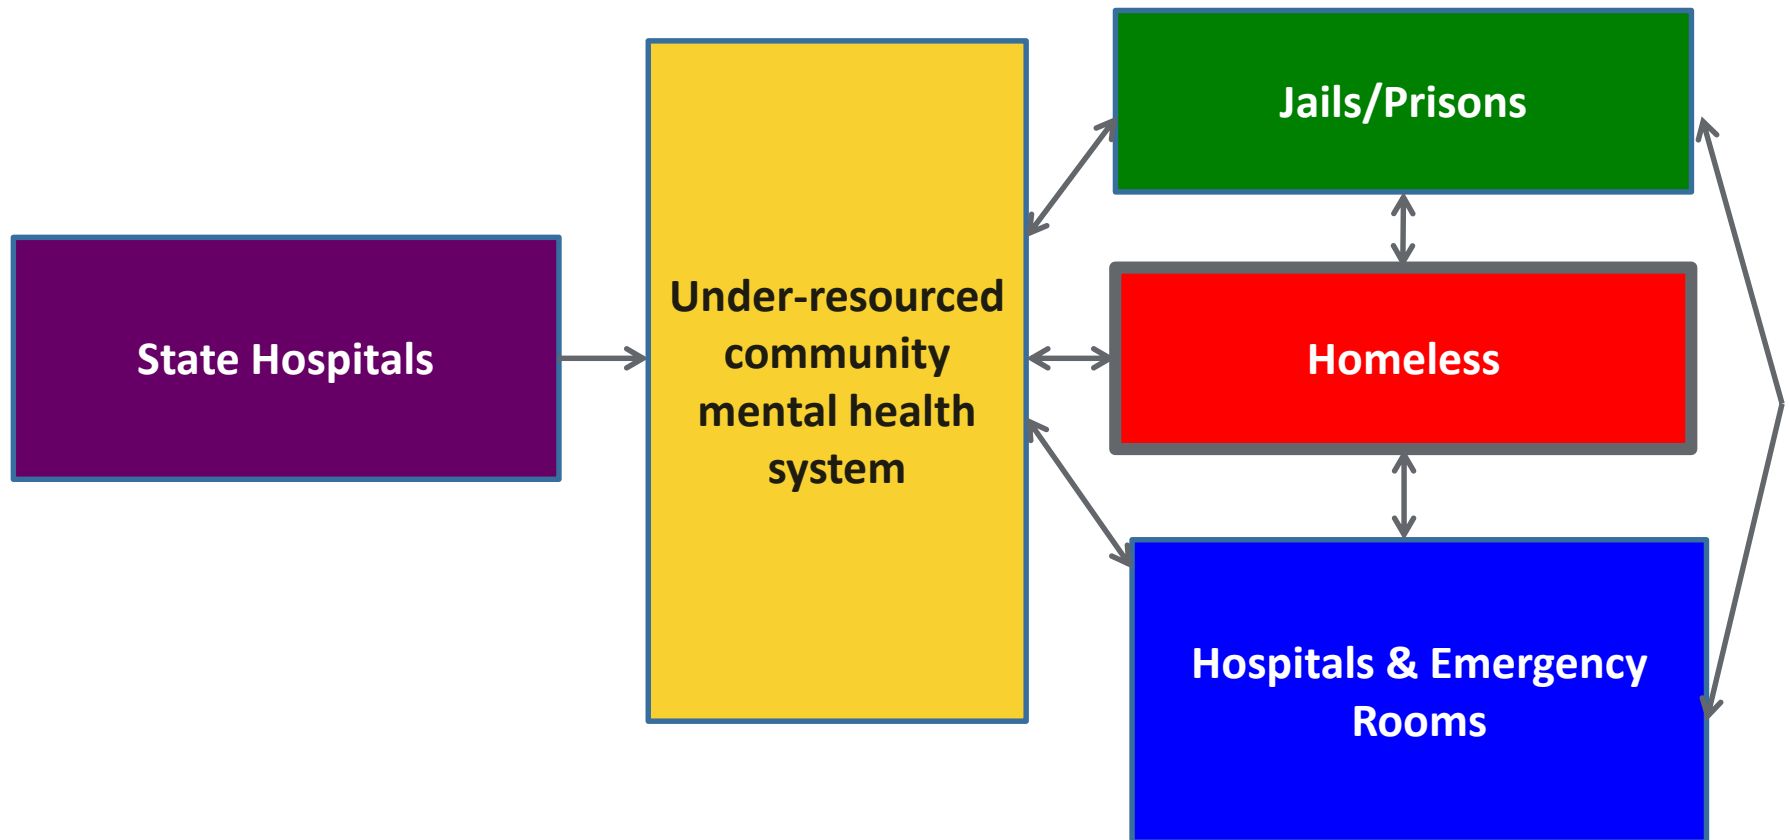 State Hospitals
Under-resourced
community
mental health
system
Jails/Prisons
Homeless
Hospitals & Emergency
Rooms